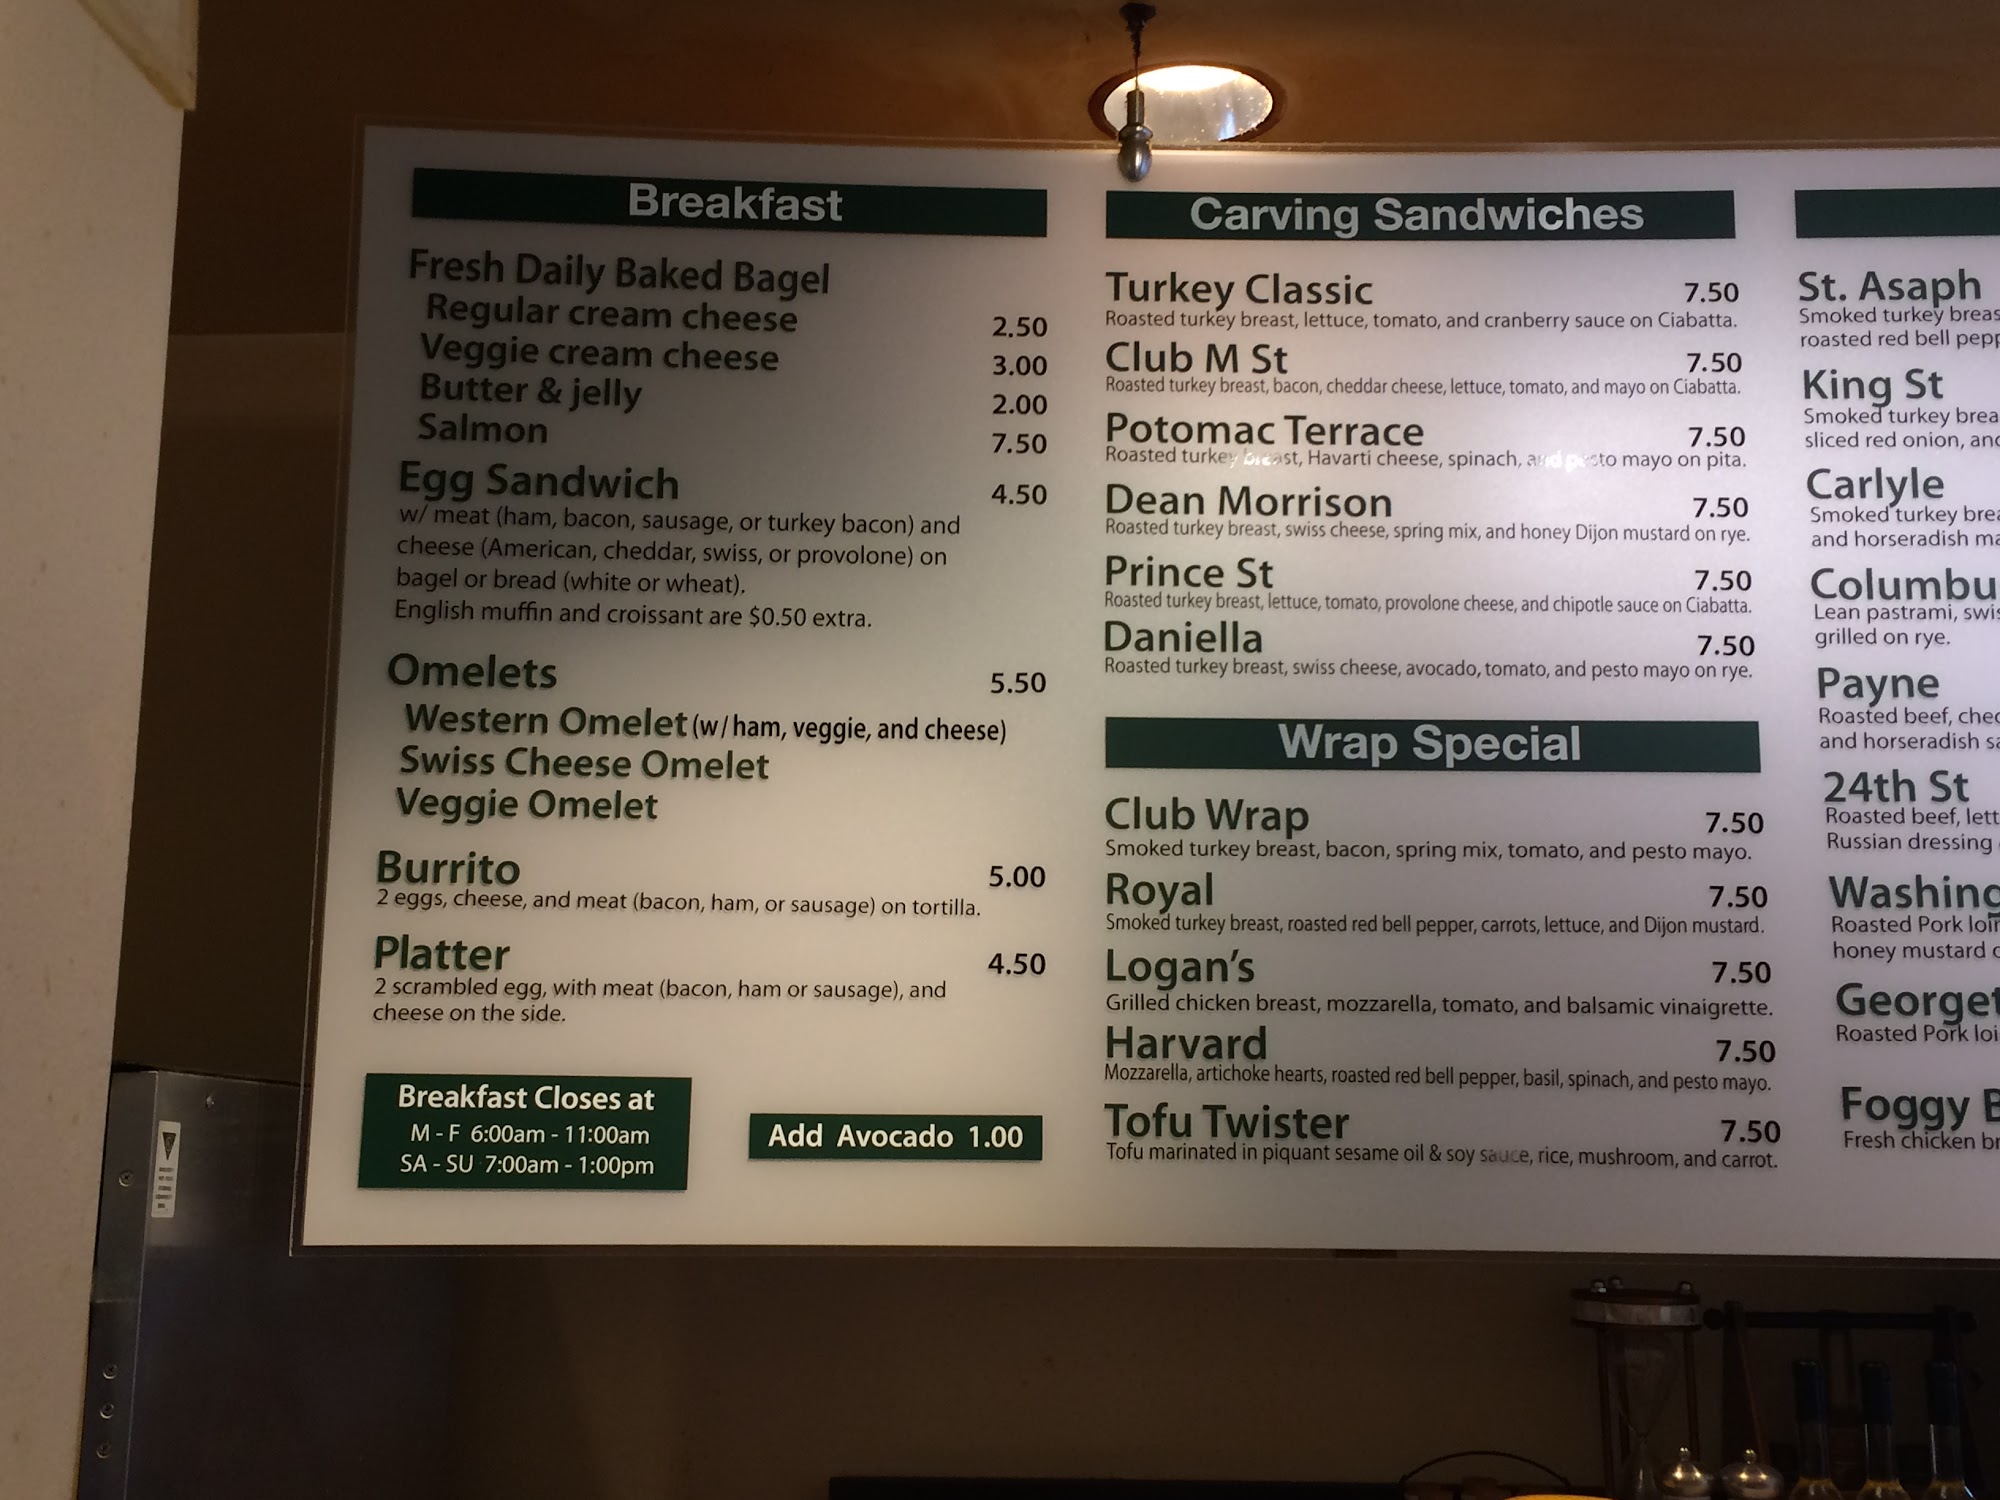 Breakfast
Fresh Daily Baked Bagel
Regular cream cheese 2.50
Veggie cream cheese 3.00
Butter & jelly 2.00
Salmon 7.50
Egg Sandwich 4.50
w/ meat (ham, bacon, sausage, or turkey bacon) and
cheese (American, cheddar, swiss, or provolone) on
bagel or bread (white or wheat).
English muffin and croissant are $0.50 extra.
Omelets 5.50
Western Omelet (w/ham, veggie, and cheese)
Swiss Cheese Omelet
Veggie Omelet
Burrito 5.00
2 eggs, cheese, and meat (bacon, ham, or sausage) on tortilla.
Platter 4.50
2 scrambled egg, with meat (bacon, ham or sausage), and
cheese on the side.
Breakfast Closes at
M - F 6:00am - 11:00am
SA - SU 7:00am - 1:00pm
Add Avocado 1.00
Carving Sandwiches
Turkey Classic 7.50
Roasted turkey breast, lettuce, tomato, and cranberry sauce on Ciabatta.
Club M St 7.50
Roasted turkey breast, bacon, cheddar cheese, lettuce, tomato, and mayo on Ciabatta.
Potomac Terrace 7.50
Roasted turkey breast, Havarti cheese, spinach, and pesto mayo on pita.
Dean Morrison 7.50
Roasted turkey breast, swiss cheese, spring mix, and honey Dijon mustard on rye.
Prince St 7.50
Roasted turkey breast, lettuce, tomato, provolone cheese, and chipotle sauce on Ciabatta.
Daniella 7.50
Roasted turkey breast, swiss cheese, avocado, tomato, and pesto mayo on rye.
Wrap Special
Club Wrap 7.50
Smoked turkey breast, bacon, spring mix, tomato, and pesto mayo.
Royal 7.50
Smoked turkey breast, roasted red bell pepper, carrots, lettuce, and Dijon mustard.
Logan's 7.50
Grilled chicken breast, mozzarella, tomato, and balsamic vinaigrette.
Harvard 7.50
Mozzarella, artichoke hearts, roasted red bell pepper, basil, spinach, and pesto mayo.
Tofu Twister 7.50
Tofu marinated in piquant sesame oil & soy sauce, rice, mushroom, and carrot.
St. Asaph
Smoked turkey
roasted red bell
King St
Smoked turkey
sliced red onion,
Carlyle
Smoked turkey
and horseradish
Lean pastrami,
grilled on rye.
Payne
Roasted beef,
and horseradish
24th St
Roasted beef,
Russian dressing
Roasted Pork
honey mustard
Roasted Pork
Foggy
Fresh chicken